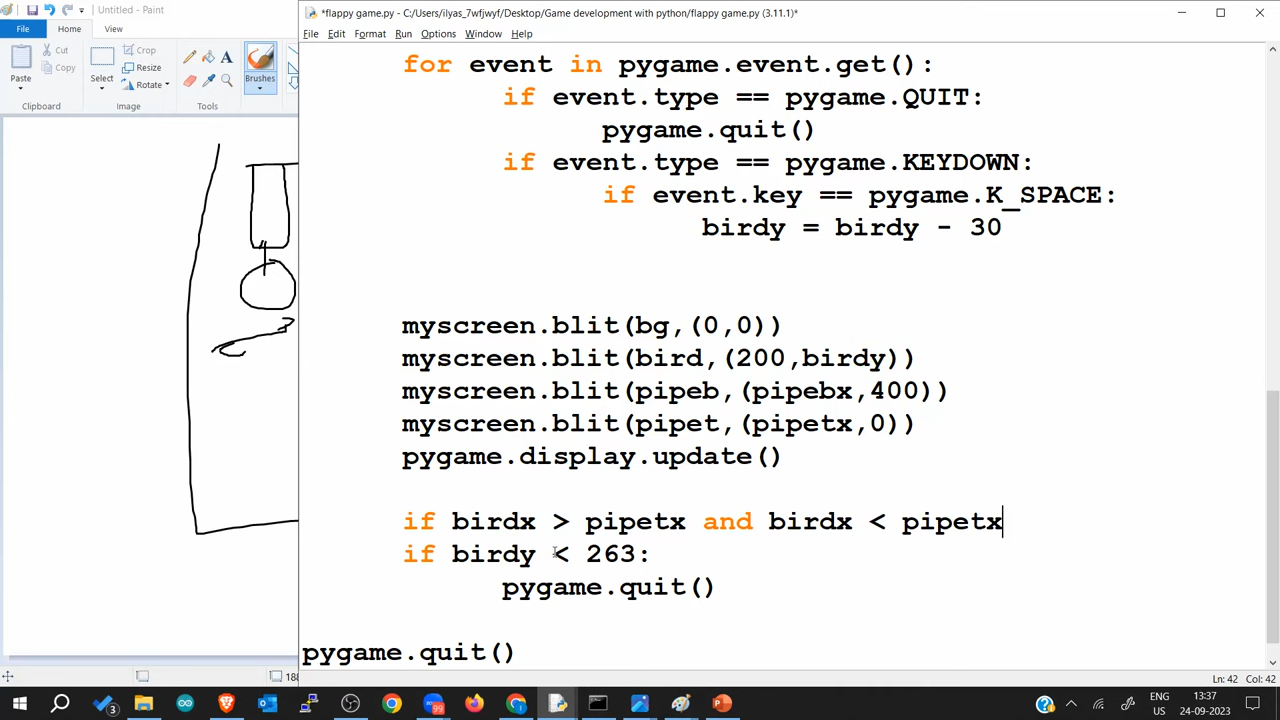 Untitled - Paint
*flappy game.py - C:/Users/ilyas_7wfjwyf/Desktop/Game development with python/flappy game.py (3.11.1)*
File Home View
File Edit Format Run Options Window Help
Paste
Cut
Copy
Clipboard
Select
Crop
Resize
Rotate
Image
A
Tools
Brushes
for event in pygame.event.get():
if event.type == pygame.QUIT:
pygame.quit()
if event.type == pygame.KEYDOWN:
if event.key == pygame.K_SPACE:
birdy = birdy - 30
myscreen.blit(bg,(0,0))
myscreen.blit(bird,(200,birdy))
myscreen.blit(pipeb,(pipebx,400))
myscreen.blit(pipet,(pipetx,0))
pygame.display.update()
if birdx > pipetx and birdx < pipetx
if birdy < 263:
pygame.quit()
pygame.quit()
188
Ln: 42 Col: 42
3
99
ENG
US
13:37
24-09-2023